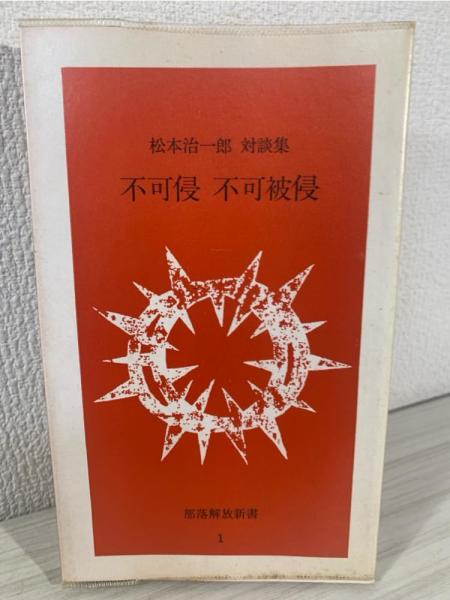 松本治一郎 対談集
不可侵 不可被侵
部落解放新書
1